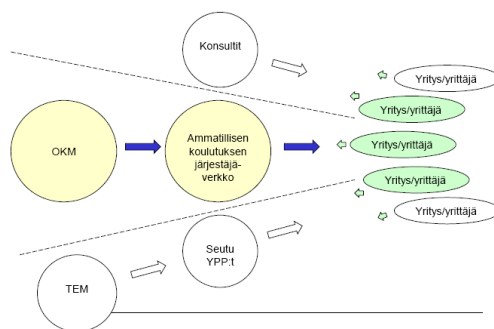 Konsultit
Yritys/yrittäjä
Yritys/yrittäjä
OKM
Ammatillisen
koulutuksen
järjestäjä-
verkko
Yritys/yrittäjä
Yritys/yrittäjä
Yritys/yrittäjä
Seutu
YPP:t
TEM